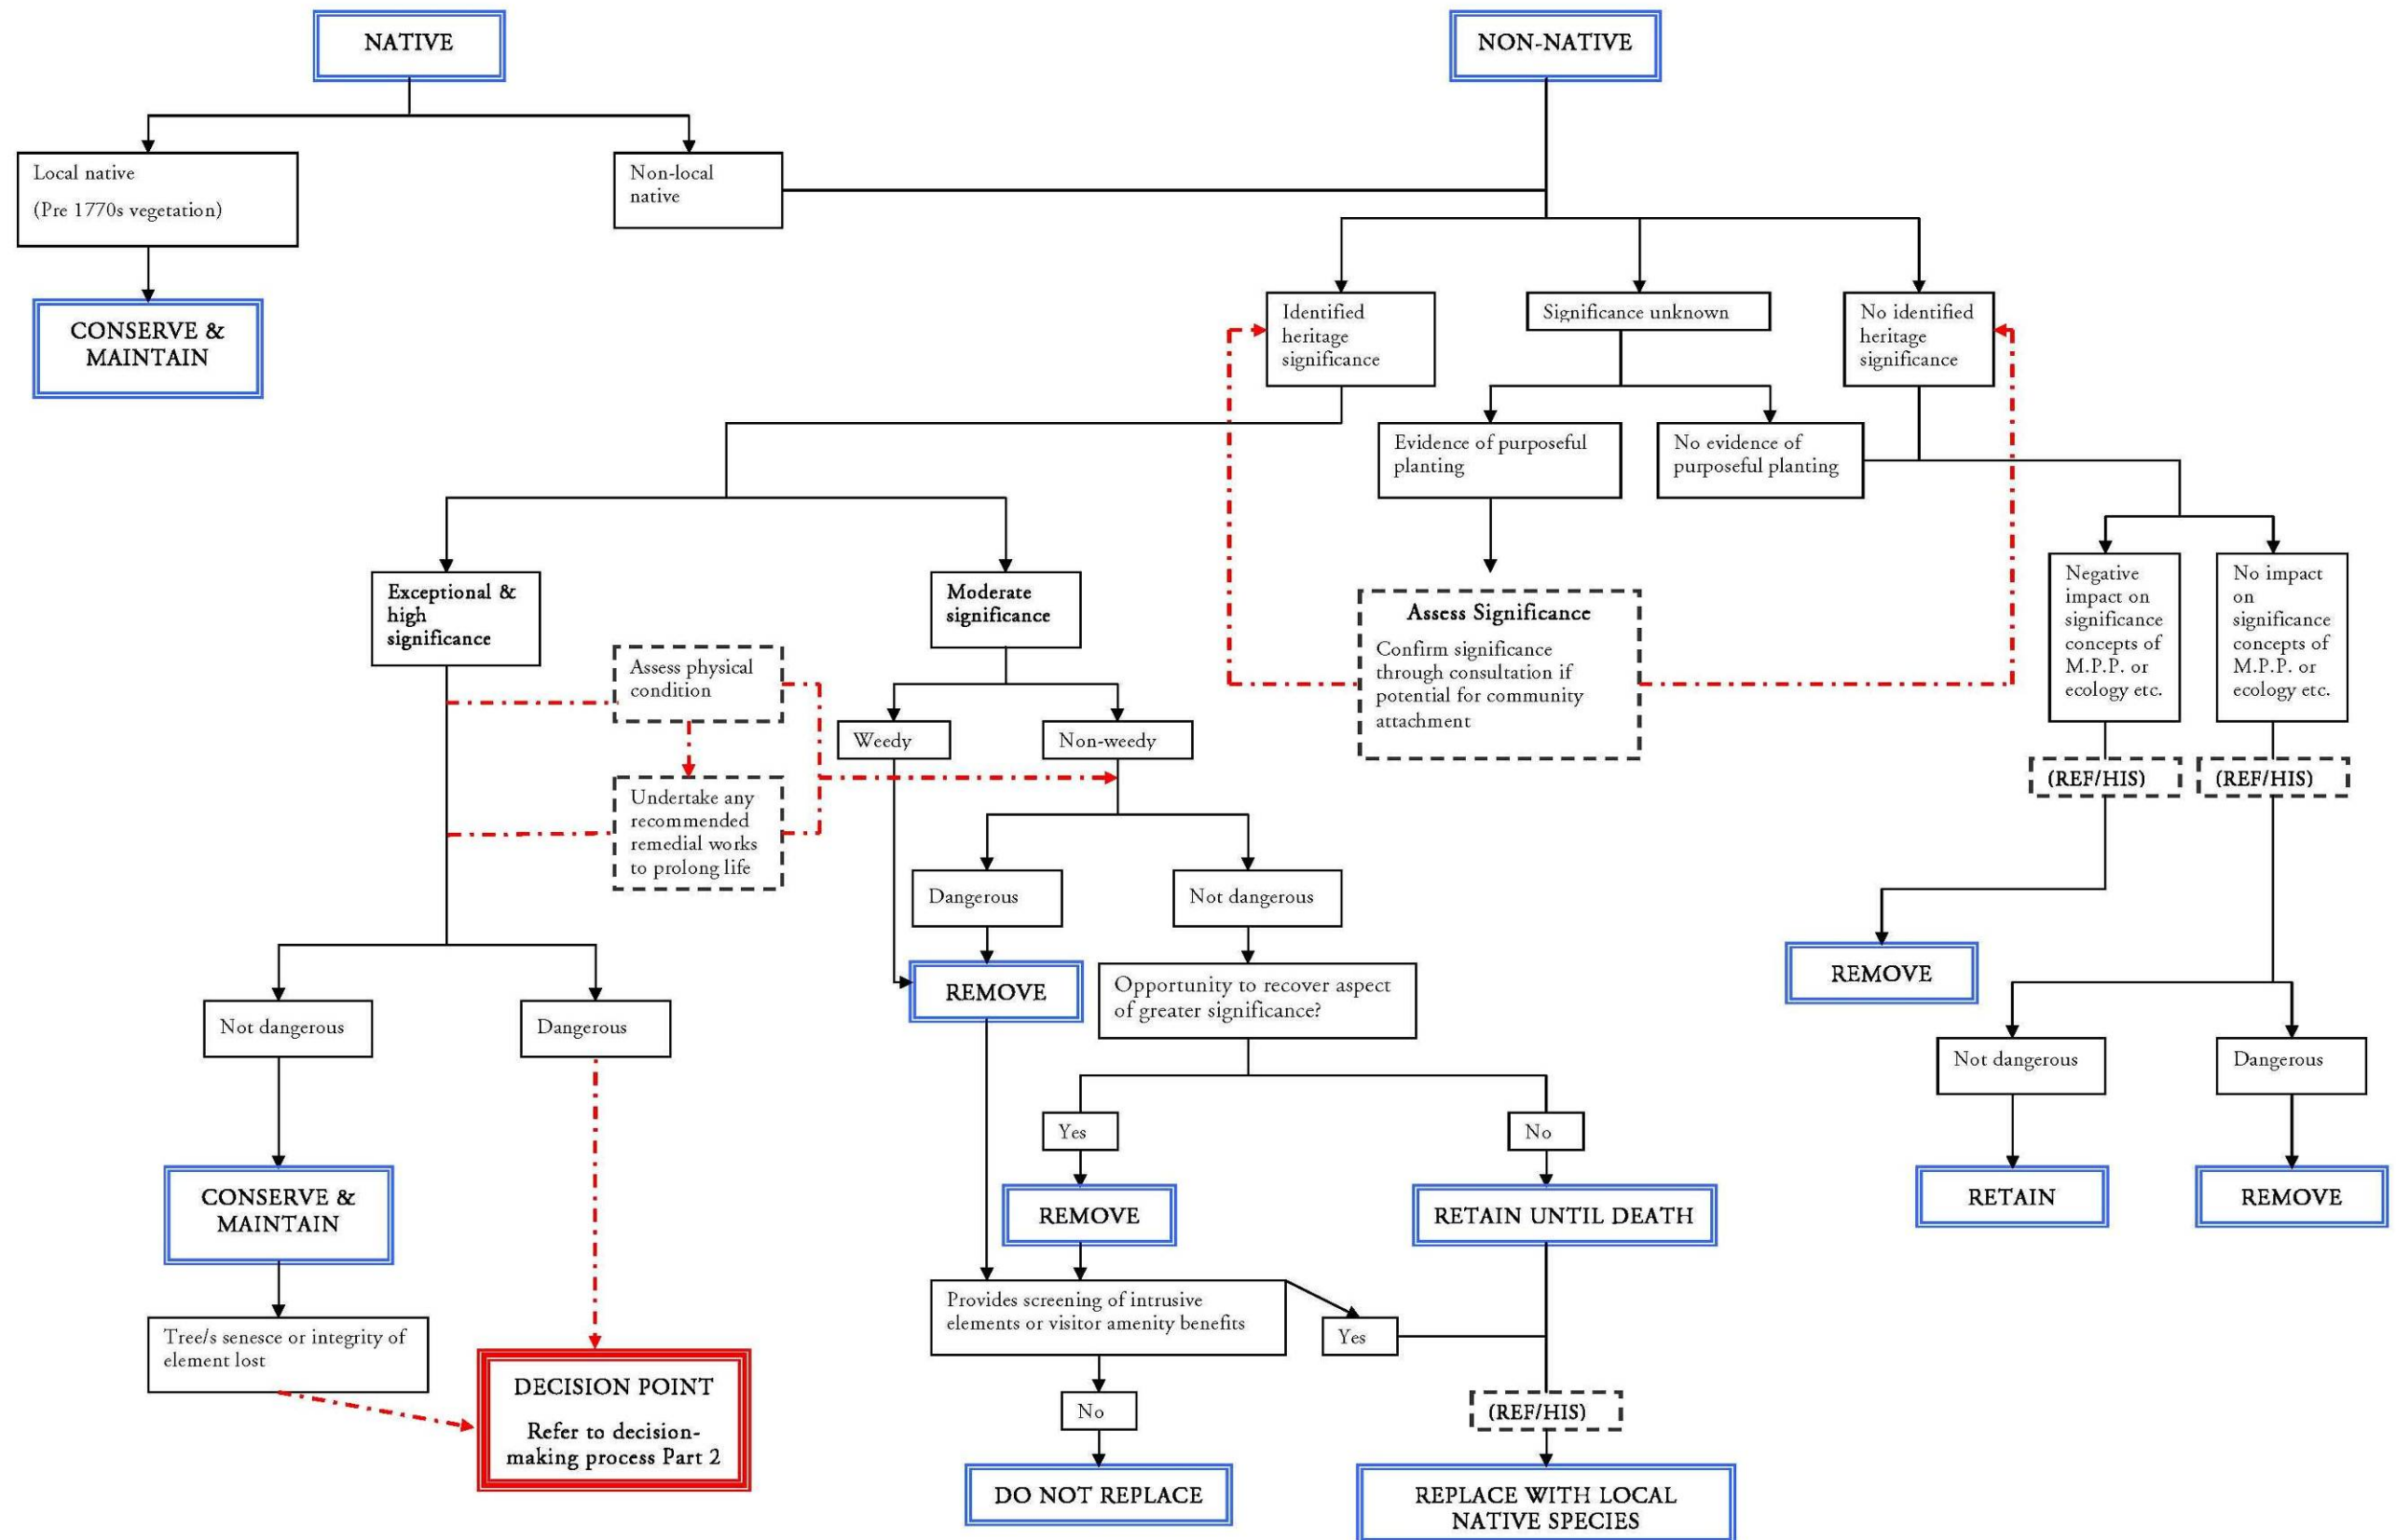 NATIVE
NON-NATIVE
Local native
(Pre 1770s vegetation)
Non-local
native
CONSERVE &
MAINTAIN
Identified
heritage
significance
Significance unknown
No identified
heritage
significance
Evidence of purposeful
planting
No evidence of
purposeful planting
Exceptional &
high
significance
Moderate
significance
Assess Significance
Confirm significance
through consultation if
potential for community
attachment
Negative
impact on
significance
concepts of
M.P.P. or
ecology etc.
No impact
on
significance
concepts of
M.P.P. or
ecology etc.
Assess physical
condition
Weedy
Non-weedy
(REF/HIS)
(REF/HIS)
Undertake any
recommended
remedial works
to prolong life
Dangerous
Not dangerous
REMOVE
REMOVE
Opportunity to recover aspect
of greater significance?
Not dangerous
Dangerous
Not dangerous
Dangerous
Yes
No
CONSERVE &
MAINTAIN
REMOVE
RETAIN UNTIL DEATH
RETAIN
REMOVE
Tree/s senesce or integrity of
element lost
Provides screening of intrusive
elements or visitor amenity benefits
Yes
DECISION POINT
Refer to decision-
making process Part 2
No
(REF/HIS)
DO NOT REPLACE
REPLACE WITH LOCAL
NATIVE SPECIES